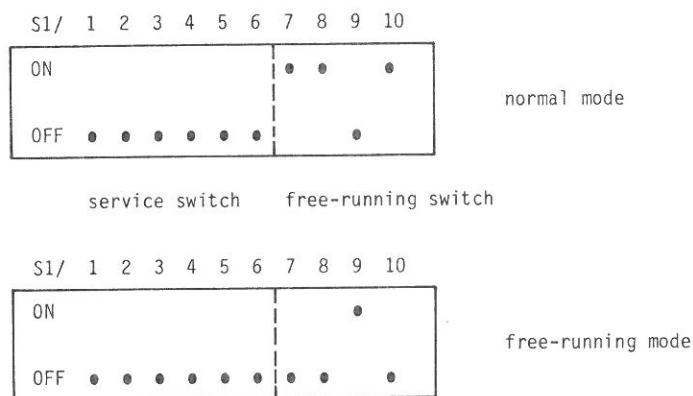 S1/ 1 2 3 4 5 6 7 8 9 10
ON
normal mode
OFF
service switch free-running switch
S1/ 1 2 3 4 5 6 7 8 9 10
ON
free-running mode
OFF